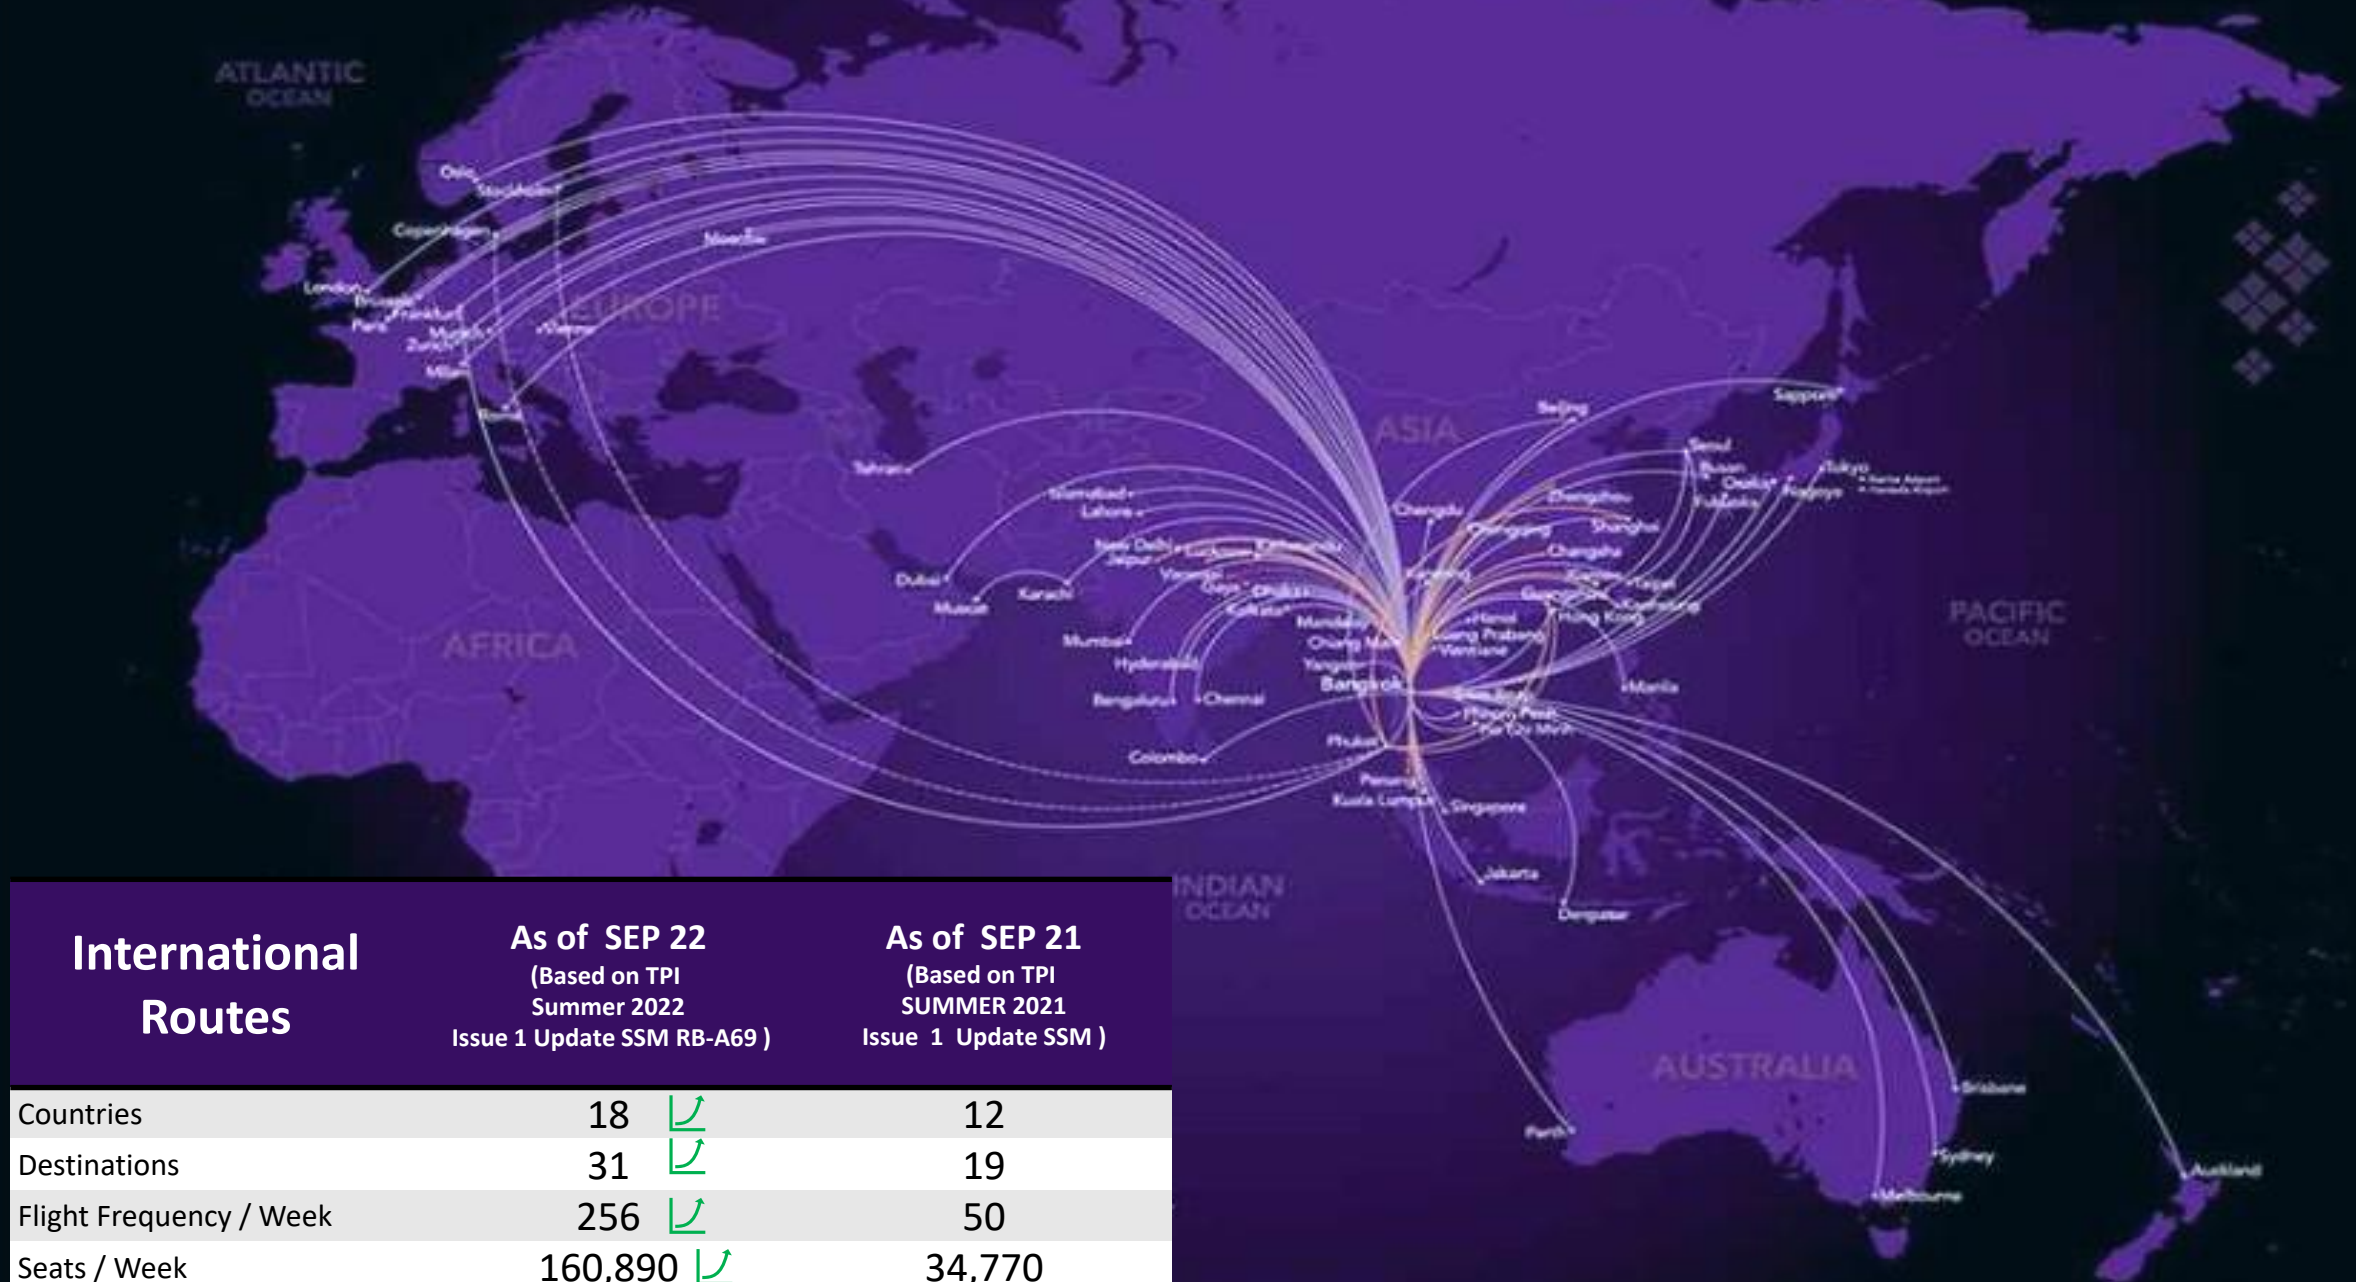 ATLANTIC
OCEAN
Oslo
Stockholm
Copenhagen
Moscow
London
Brussels
Frankfurt
Paris
Munich
Zurich
Vienna
EUROPE
Milan
Rome
ASIA
Beijing
Sapporo
Seoul
Busan
Tokyo
Osaka
Nagoya
Fukuoka
Tehran
Islamabad
Lahore
Chengdu
Zhengzhou
Shanghai
Chongqing
New Delhi
Lucknow
Kathmandu
Jaipur
Changsha
Dubai
Muscat
Karachi
Varanasi
Gaya
Dhaka
Kolkata
Kunming
Xiamen
Taipei
Guangzhou
Kaohsiung
Hong Kong
Mandalay
Hanoi
Luang Prabang
Chiang Mai
Vientiane
Yangon
Mumbai
Hyderabad
Bangkok
Bengaluru
Chennai
Manila
Phnom Penh
Ho Chi Minh
Phuket
Colombo
Penang
Kuala Lumpur
Singapore
Jakarta
Denpasar
AFRICA
PACIFIC
OCEAN
INDIAN
OCEAN
AUSTRALIA
Brisbane
Perth
Sydney
Melbourne
Auckland
International
Routes
As of SEP 22
(Based on TPI
Summer 2022
Issue 1 Update SSM RB-A69 )
As of SEP 21
(Based on TPI
SUMMER 2021
Issue 1 Update SSM )
Countries 18 12
Destinations 31 19
Flight Frequency / Week 256 50
Seats / Week 160,890 34,770